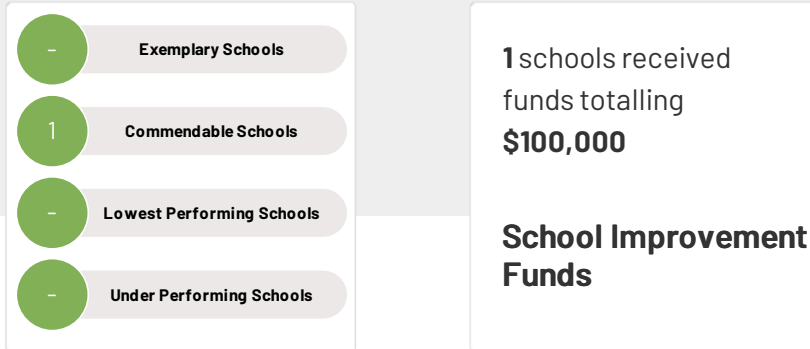 -
Exemplary Schools
1
Commendable Schools
-
Lowest Performing Schools
-
Under Performing Schools
1 schools received
funds totalling
$100,000
School Improvement
Funds